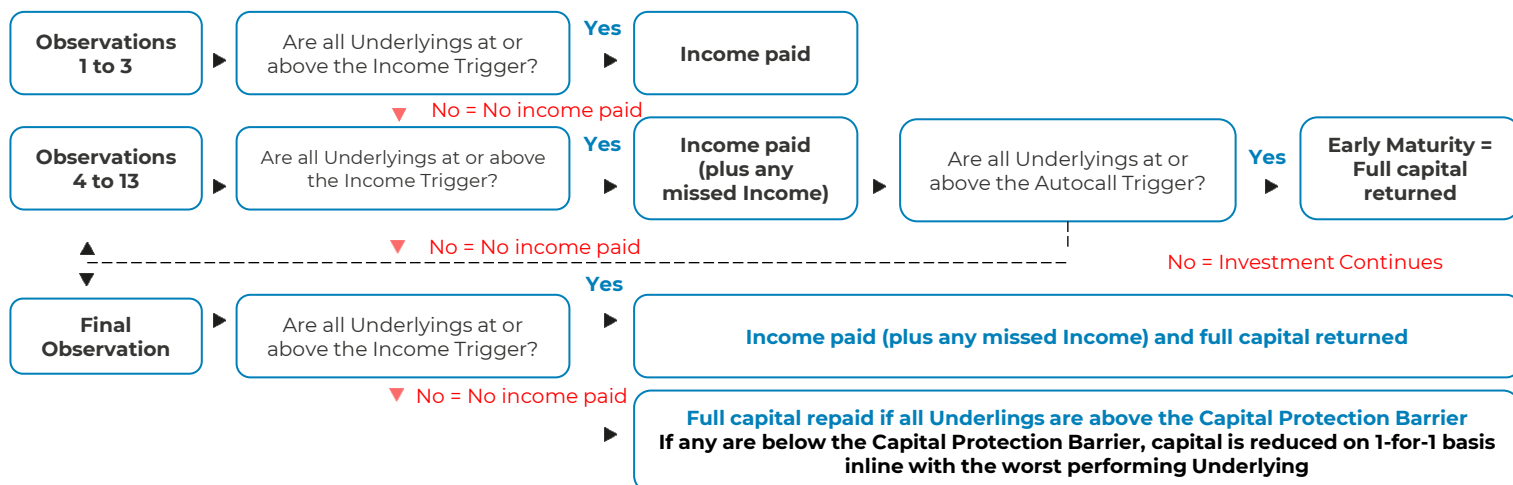 Observations
1 to 3
Are all Underlyings at or
above the Income Trigger?
Yes
Income paid
No = No income paid
Observations
4 to 13
Are all Underlyings at or above
the Income Trigger?
Yes
Income paid
(plus any
missed Income)
Are all Underlyings at or
above the Autocall Trigger?
Yes
Early Maturity =
Full capital
returned
No = No income paid
No = Investment Continues
Final
Observation
Are all Underlyings at or
above the Income Trigger?
Yes
Income paid (plus any missed Income) and full capital returned
No = No income paid
Full capital repaid if all Underlings are above the Capital Protection Barrier
If any are below the Capital Protection Barrier, capital is reduced on 1-for-1 basis
inline with the worst performing Underlying